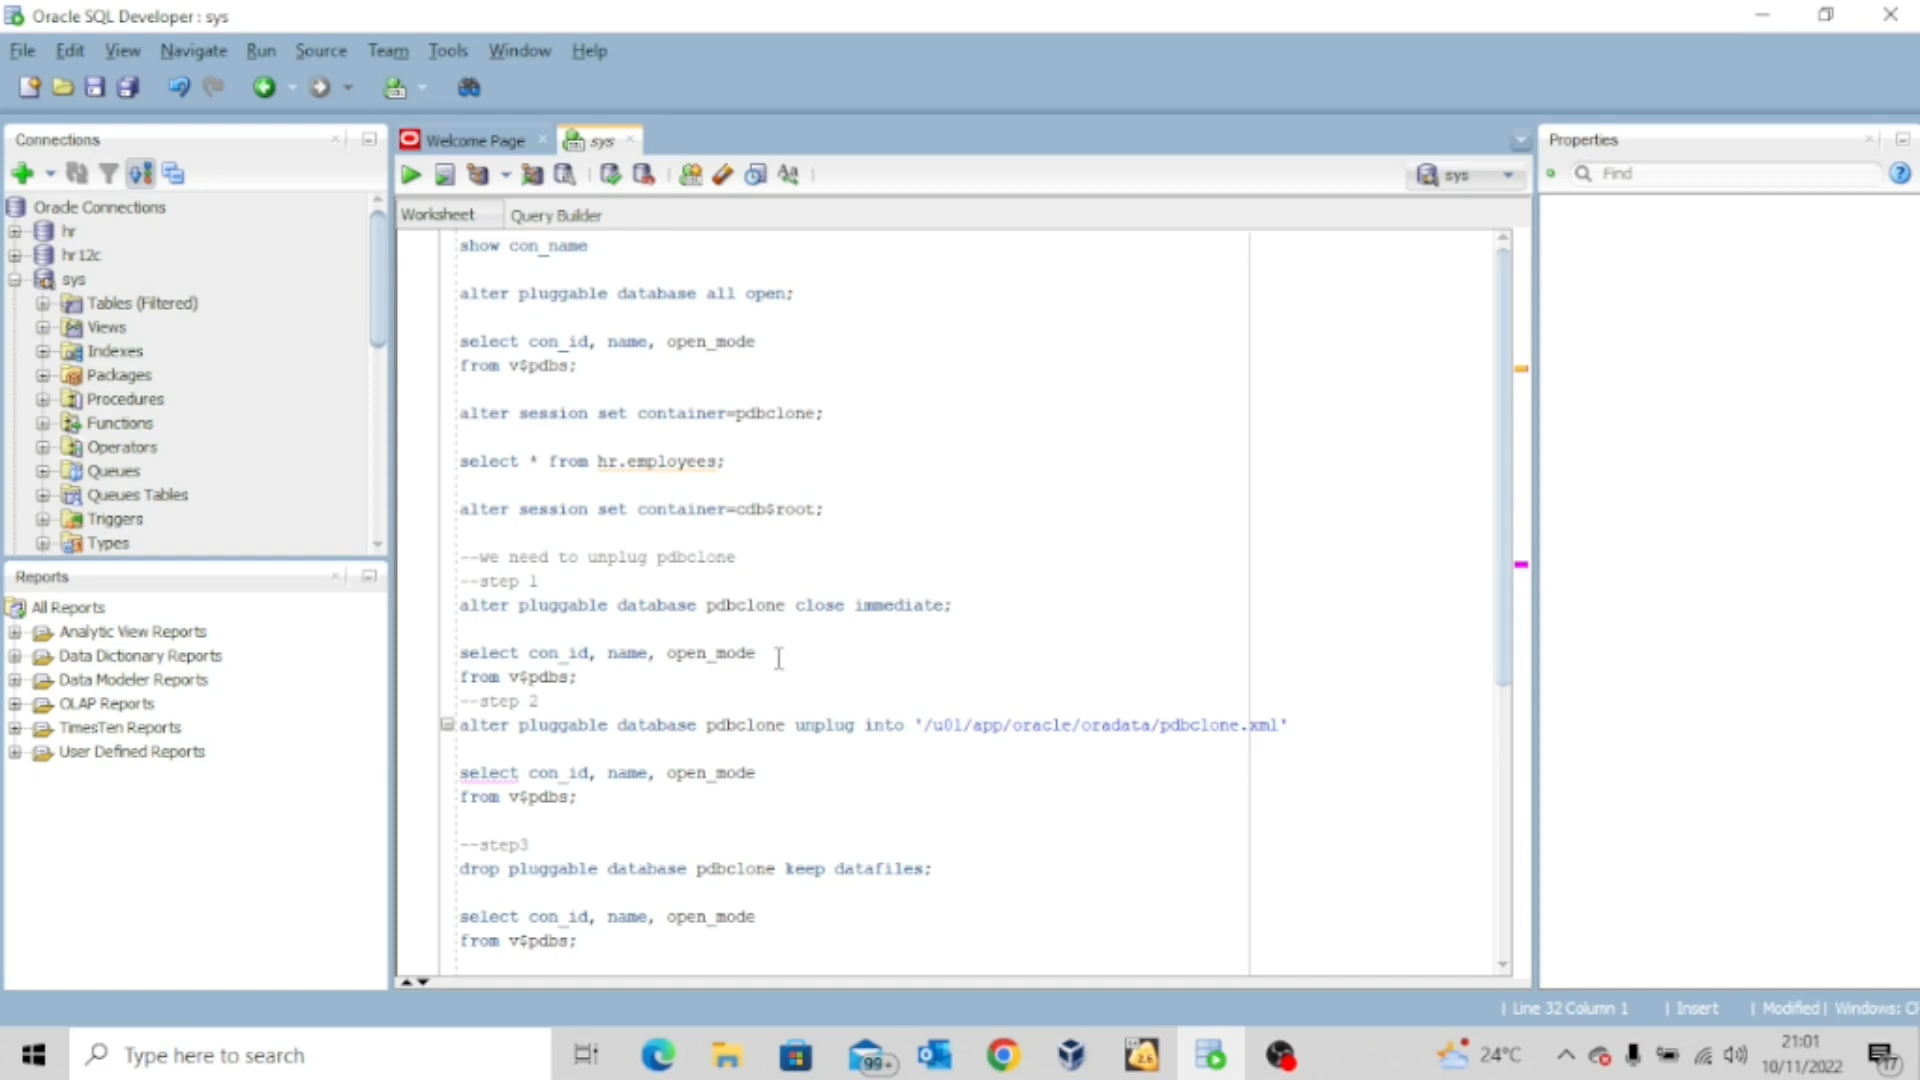 Oracle SQL Developer : sys
File Edit View Navigate Run Source Team Tools Window Help
Connections
Oracle Connections
hr
hr12c
sys
Tables (Filtered)
Views
Indexes
Packages
Procedures
Functions
Operators
Queues
Queues Tables
Triggers
Types
Reports
All Reports
Analytic View Reports
Data Dictionary Reports
Data Modeler Reports
OLAP Reports
TimesTen Reports
User Defined Reports
Welcome Page
sys
sys
Worksheet Query Builder
show con_name
alter pluggable database all open;
select con_id, name, open_mode
from v$pdbs;
alter session set container=pdbclone;
select * from hr.employees;
alter session set container=cdb$root;
--we need to unplug pdbclone
--step 1
alter pluggable database pdbclone close immediate;
select con_id, name, open_mode
from v$pdbs;
--step 2
alter pluggable database pdbclone unplug into '/u01/app/oracle/oradata/pdbclone.xml'
select con_id, name, open_mode
from v$pdbs;
--step3
drop pluggable database pdbclone keep datafiles;
select con_id, name, open_mode
from v$pdbs;
Properties
Find
| Line 32 Column 1 | Insert | Modified | Windows: C
Type here to search
99+
2.6
24°C
21:01
10/11/2022
17